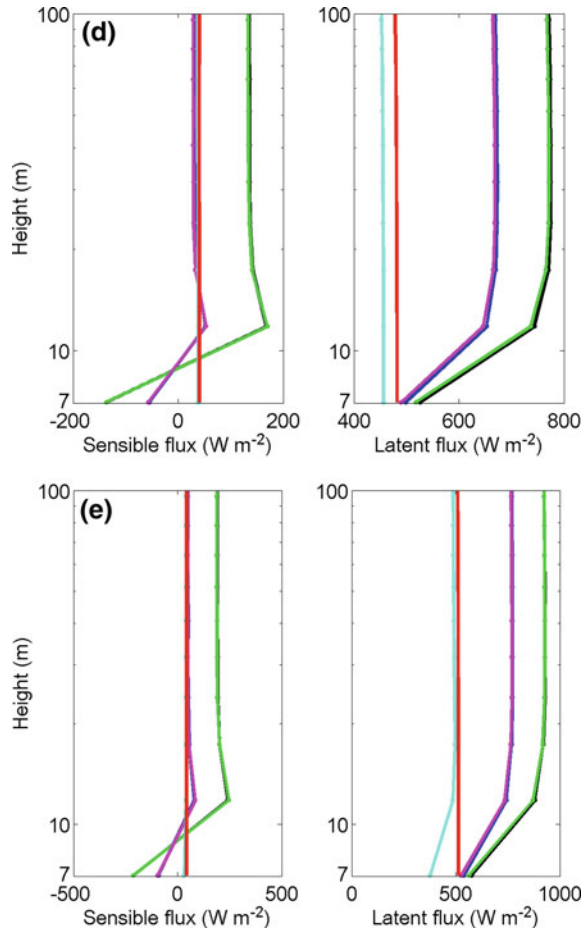 (d)
100
Height (m)
10
7
-200 0 200
Sensible flux (W m-2)
100
10
7
400 600 800
Latent flux (W m-2)
(e)
100
Height (m)
10
7
-500 0 500
Sensible flux (W m-2)
100
10
7
0 500 1000
Latent flux (W m-2)